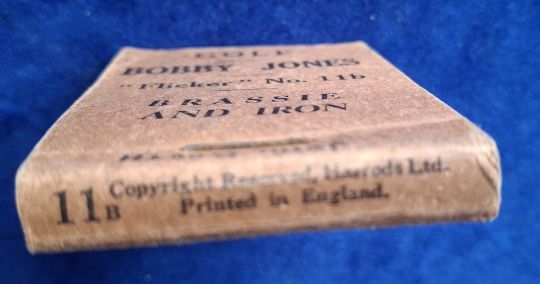 GOLF
BOBBY JONES
"Flicker" No. 11b
BRASSIE
AND IRON
11B
Copyright Reserved, Harrods Ltd.
Printed in England.